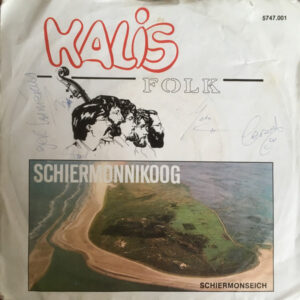 5747.001
KALIS
FOLK
SCHIERMONNIKOOG
SCHIERMONSEICH